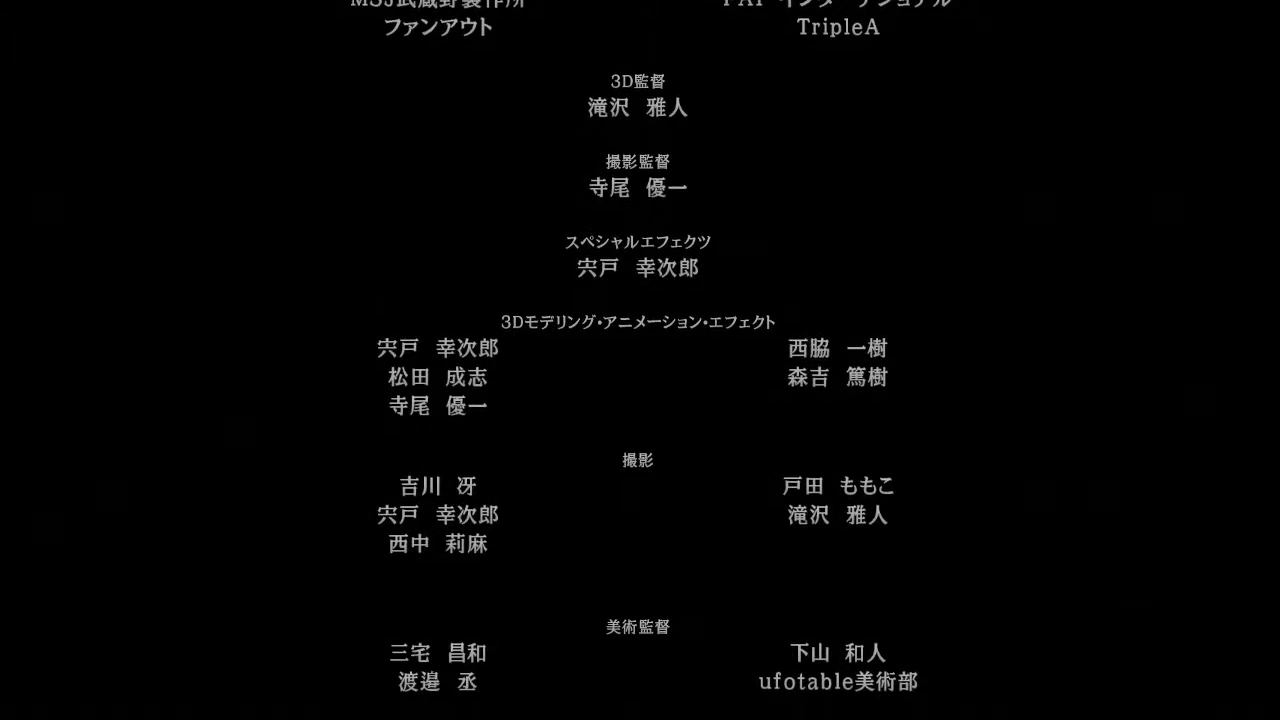 ファンアウト TripleA
3D監督
滝沢 雅人
撮影監督
寺尾 優一
スペシャルエフェクツ
宍戸 幸次郎
3Dモデリング・アニメーション・エフェクト
宍戸 幸次郎 西脇 一樹
松田 成志 森吉 篤樹
寺尾 優一
撮影
吉川 冴 戸田 ももこ
宍戸 幸次郎 滝沢 雅人
西中 莉麻
美術監督
三宅 昌和 下山 和人
渡邉 丞 ufotable美術部